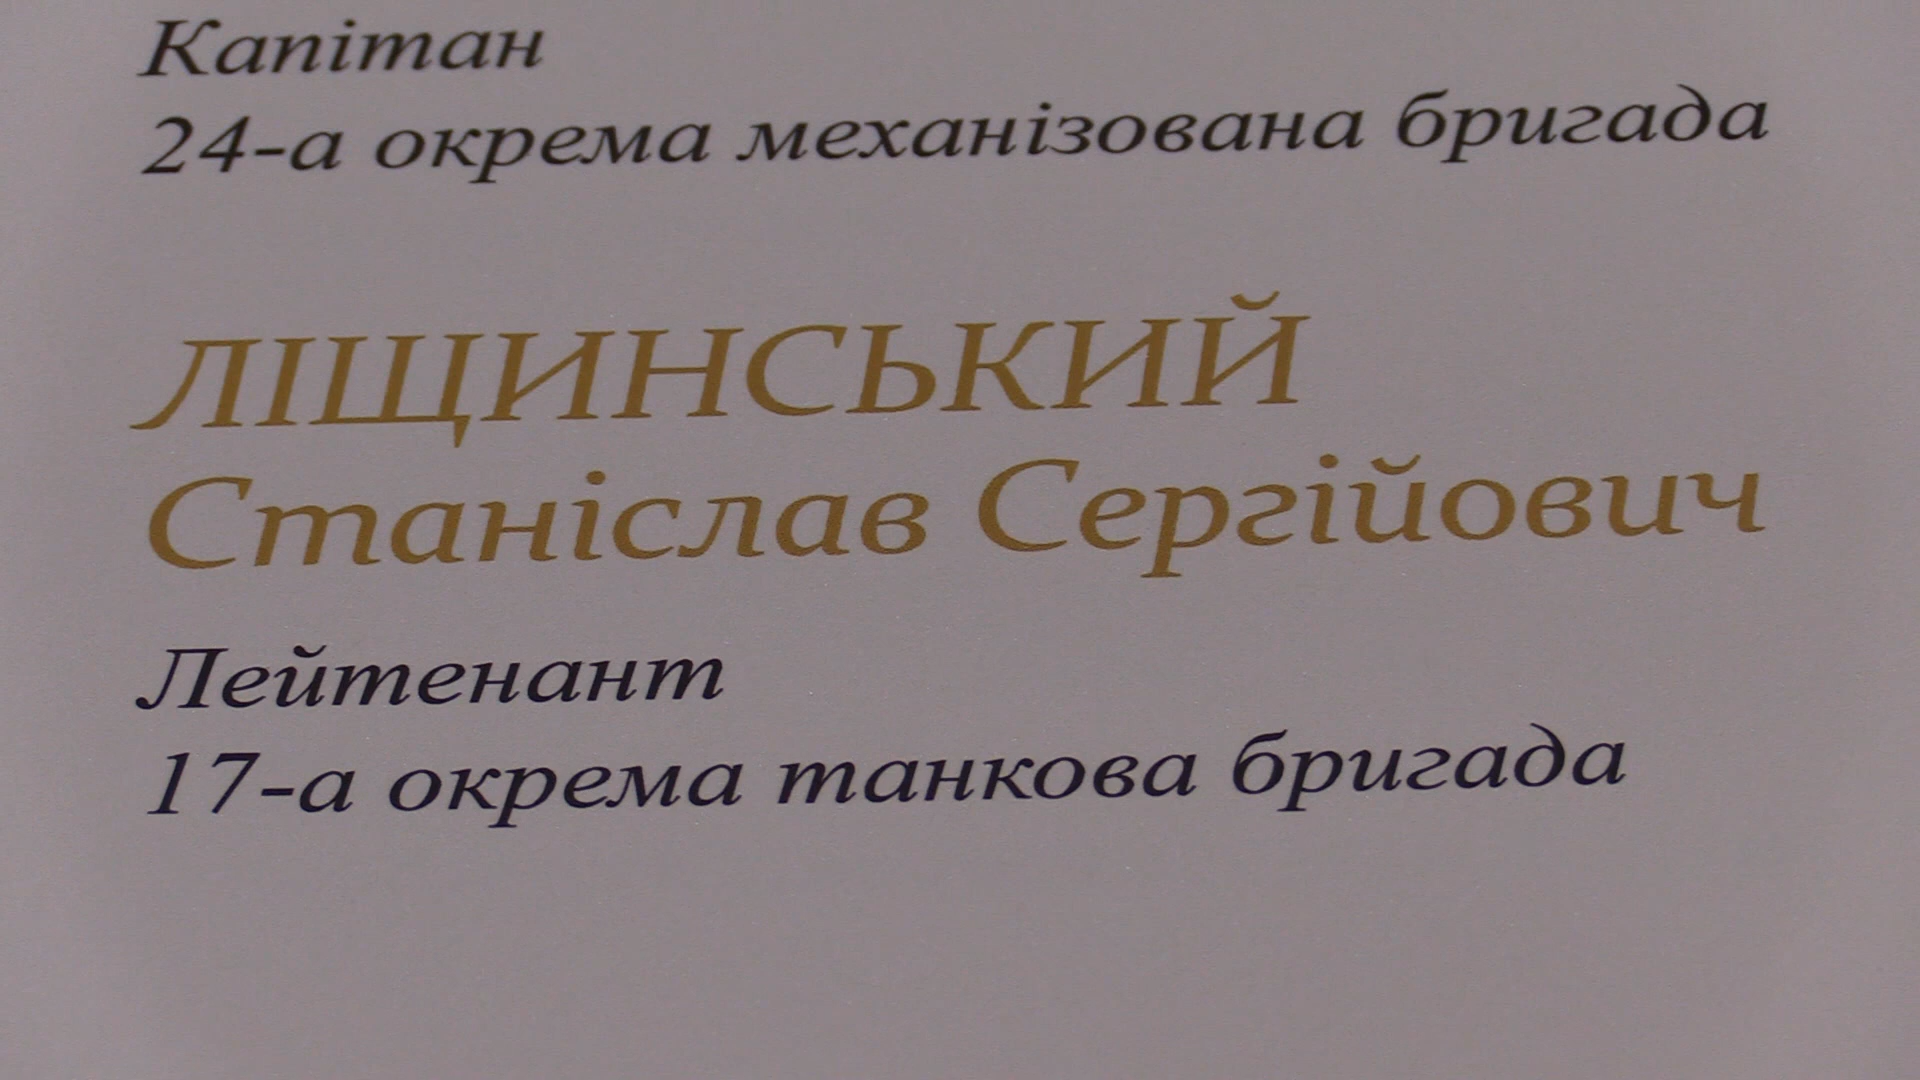 Капітан
24-а окрема механізована бригада
ЛІЩИНСЬКИЙ
Станіслав Сергійович
Лейтенант
17-а окрема танкова бригада